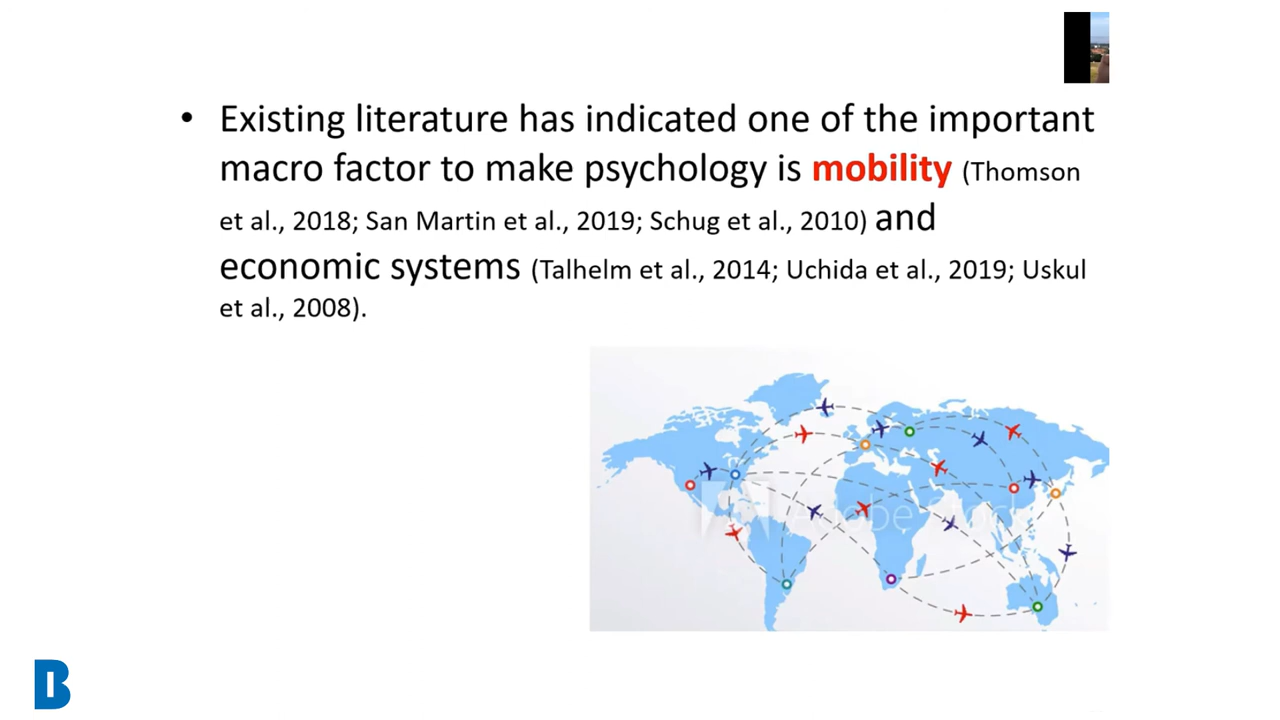 • Existing literature has indicated one of the important
macro factor to make psychology is mobility (Thomson
et al., 2018; San Martin et al., 2019; Schug et al., 2010) and
economic systems (Talhelm et al., 2014; Uchida et al., 2019; Uskul
et al., 2008).
Adobe Stock
B